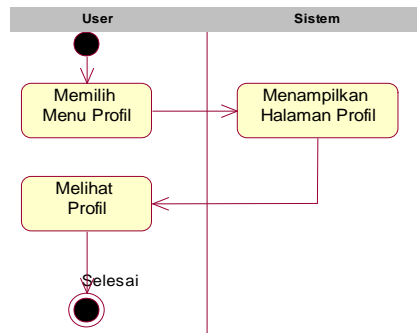 User
Sistem
Memilih
Menu Profil
Menampilkan
Halaman Profil
Melihat
Profil
Selesai